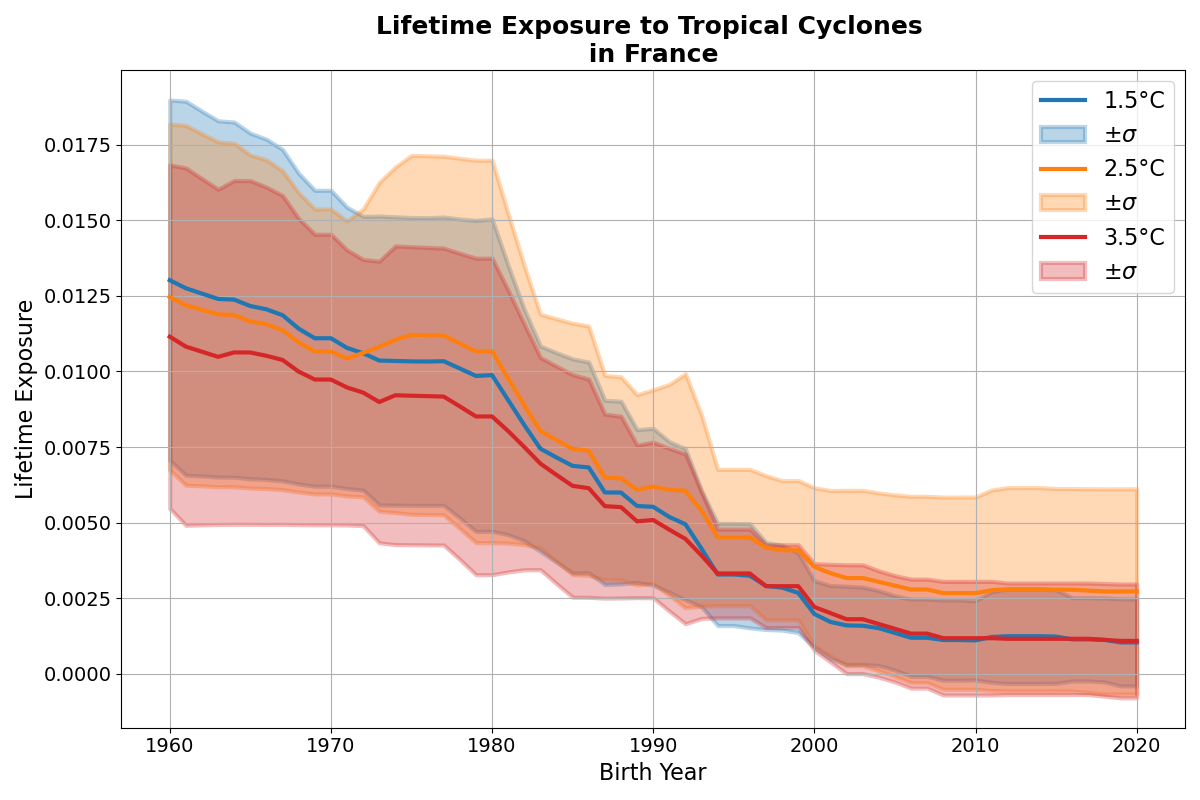 Lifetime Exposure to Tropical Cyclones
in France
1.5°C
±σ
2.5°C
±σ
3.5°C
±σ
0.0175
0.0150
0.0125
0.0100
0.0075
0.0050
0.0025
0.0000
Lifetime Exposure
1960 1970 1980 1990 2000 2010 2020
Birth Year